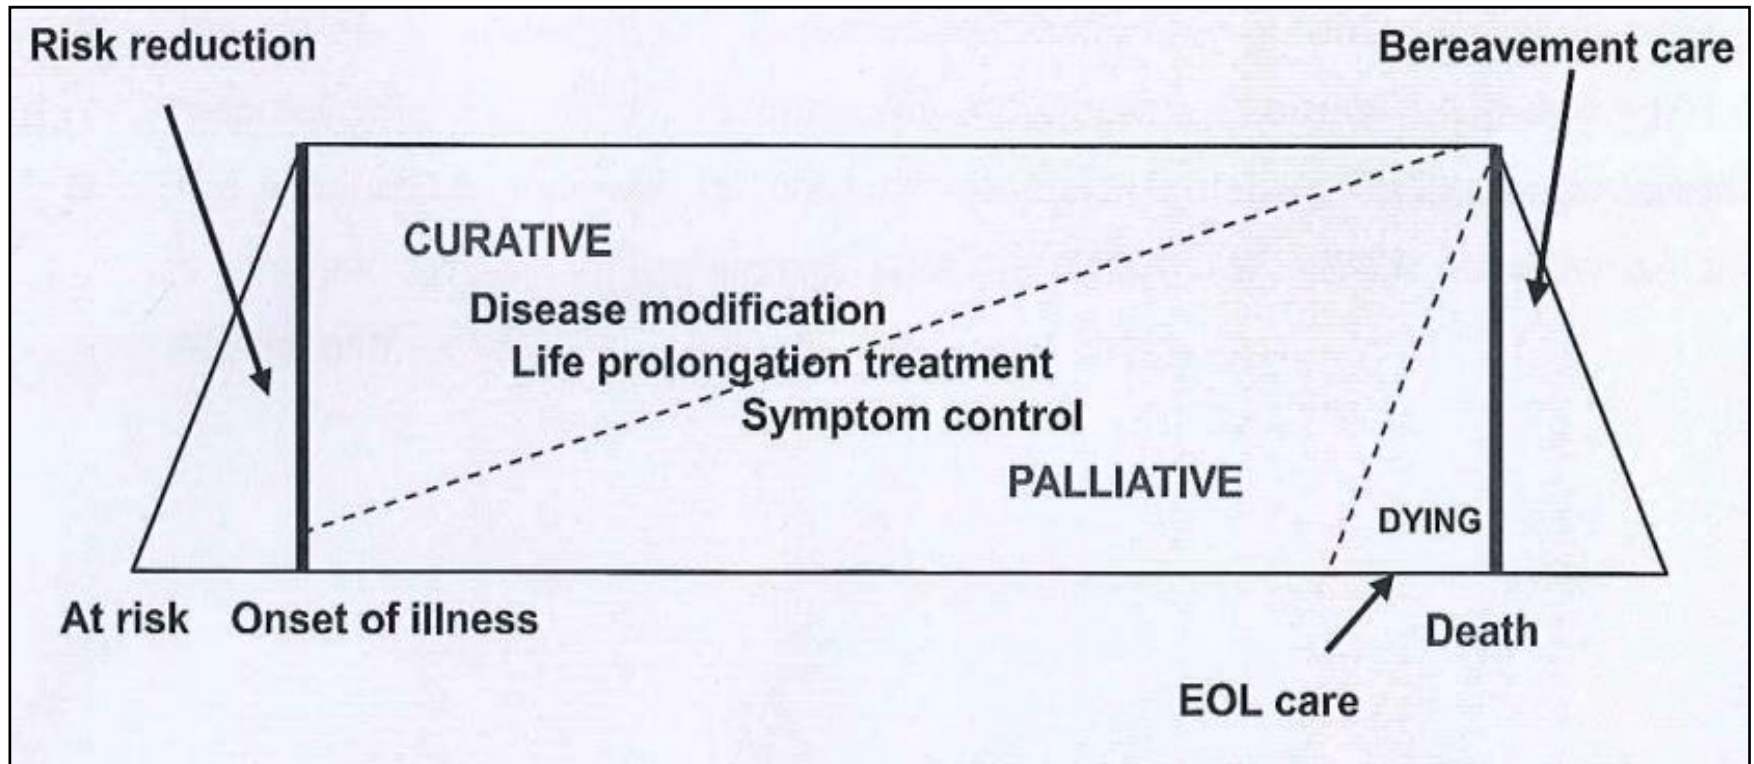 Risk reduction
Bereavement care
CURATIVE
Disease modification
Life prolongation treatment
Symptom control
PALLIATIVE
DYING
At risk
Onset of illness
Death
EOL care